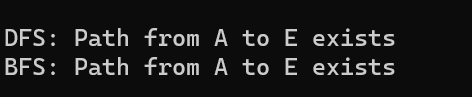 DFS: Path from A to E exists
BFS: Path from A to E exists